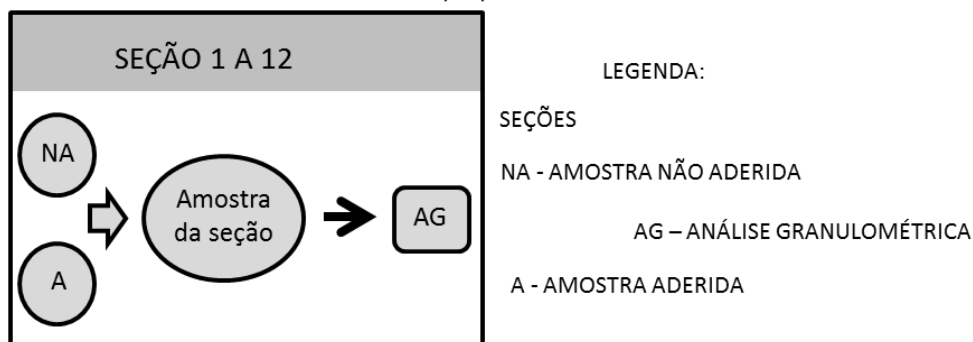 SEÇÃO 1 A 12
NA
A
Amostra
da seção
AG
LEGENDA:
SEÇÕES
NA - AMOSTRA NÃO ADERIDA
AG – ANÁLISE GRANULOMÉTRICA
A - AMOSTRA ADERIDA